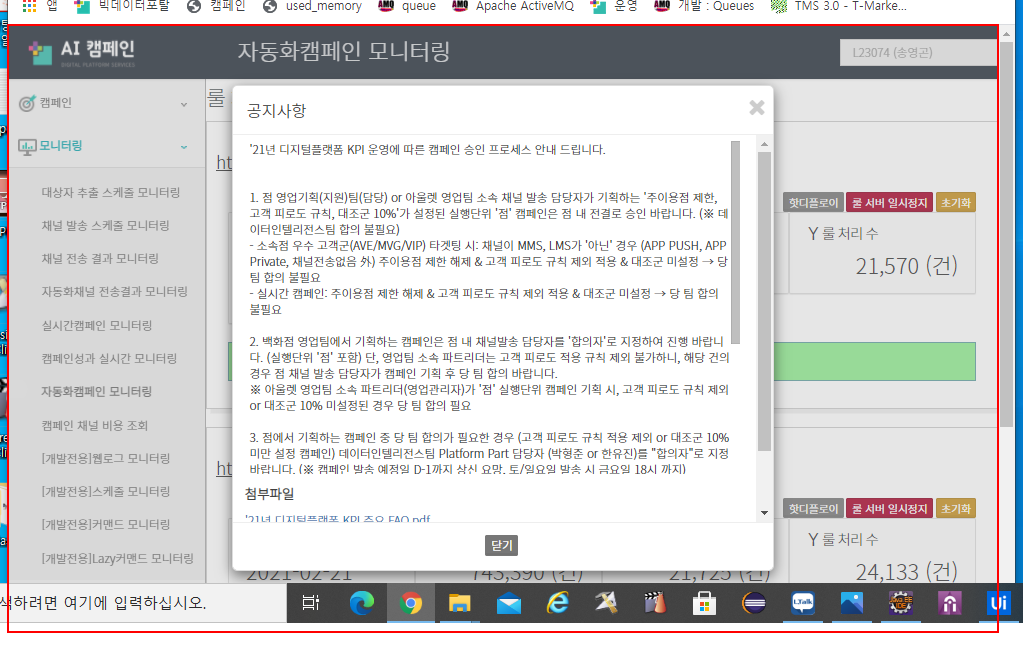 앱
빅데이터포탈
캠페인
used_memory
queue
Apache ActiveMQ
운영
개발 : Queues
TMS 3.0 - T-Marke...
AI 캠페인
DIGITAL PLATFORM SERVICES
자동화캠페인 모니터링
L23074 (송영곤)
캠페인
모니터링
대상자 추출 스케줄 모니터링
채널 발송 스케줄 모니터링
채널 전송 결과 모니터링
자동화채널 전송결과 모니터링
실시간캠페인 모니터링
캠페인성과 실시간 모니터링
자동화캠페인 모니터링
캠페인 채널 비용 조회
[개발전용]웹로그 모니터링
[개발전용]스케줄 모니터링
[개발전용]커맨드 모니터링
[개발전용]Lazy커맨드 모니터링
룰
공지사항
'21년 디지털플랫폼 KPI 운영에 따른 캠페인 승인 프로세스 안내 드립니다.
1. 점 영업기획(지원)팀(담당) or 아울렛 영업팀 소속 채널 발송 담당자가 기획하는 '주이용점 제한,
고객 피로도 규칙, 대조군 10%'가 설정된 실행단위 '점' 캠페인은 점 내 전결로 승인 바랍니다. (※ 데
이터인텔리전스팀 합의 불필요)
- 소속점 우수 고객군(AVE/MVG/VIP) 타겟팅 시: 채널이 MMS, LMS가 '아닌' 경우 (APP PUSH, APP
Private, 채널전송없음 外) 주이용점 제한 해제 & 고객 피로도 규칙 제외 적용 & 대조군 미설정 → 당
팀 합의 불필요
- 실시간 캠페인: 주이용점 제한 해제 & 고객 피로도 규칙 제외 적용 & 대조군 미설정 → 당 팀 합의
불필요
2. 백화점 영업팀에서 기획하는 캠페인은 점 내 채널발송 담당자를 '합의자'로 지정하여 진행 바랍니
다. (실행단위 '점' 포함) 단, 영업팀 소속 파트리더는 고객 피로도 적용 규칙 제외 불가하니, 해당 건의
경우 점 채널 발송 담당자가 캠페인 기획 후 당 팀 합의 바랍니다.
※ 아울렛 영업팀 소속 파트리더(영업관리자)가 '점' 실행단위 캠페인 기획 시, 고객 피로도 규칙 제외
or 대조군 10% 미설정된 경우 당 팀 합의 필요
3. 점에서 기획하는 캠페인 중 당 팀 합의가 필요한 경우 (고객 피로도 규칙 적용 제외 or 대조군 10%
미만 설정 캠페인) 데이터인텔리전스팀 Platform Part 담당자 (박형준 or 한유진)를 "합의자"로 지정
바랍니다. (※ 캠페인 발송 예정일 D-1까지 상신 요망. 토/일요일 발송 시 금요일 18시 까지)
첨부파일
'21년 디지털플랫폼 KPI 주요 FAQ.pdf
닫기
핫디플로이
룰 서버 일시정지
초기화
Y 룰 처리 수
21,570 (건)
핫디플로이
룰 서버 일시정지
초기화
Y 룰 처리 수
2021-02-21
743,390 (건)
21,725 (건)
24,133 (건)
색하려면 여기에 입력하십시오.